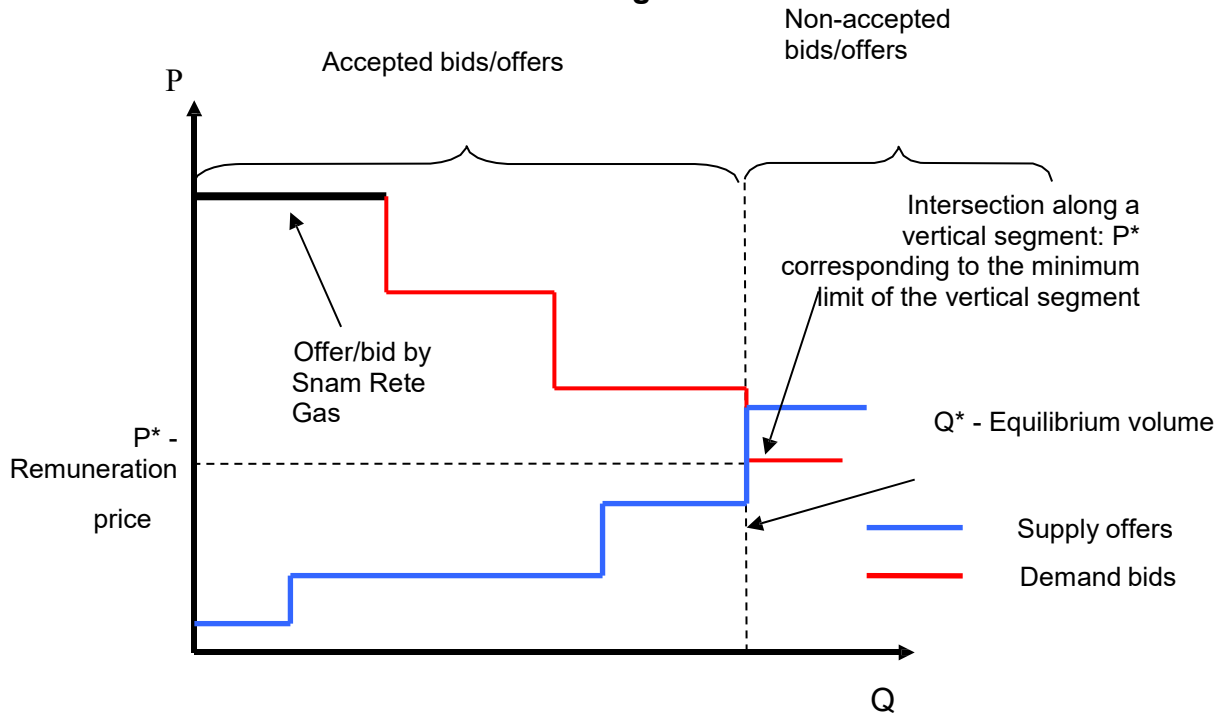 Non-accepted
bids/offers
Accepted bids/offers
P
Intersection along a
vertical segment: P*
corresponding to the minimum
limit of the vertical segment
Offer/bid by
Snam Rete
Gas
Q* - Equilibrium volume
P* -
Remuneration
price
Supply offers
Demand bids
Q